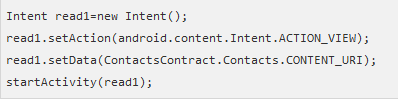 Intent read1=new Intent();
read1.setAction(android.content.Intent.ACTION_VIEW);
read1.setData(ContactsContract.Contacts.CONTENT_URI);
startActivity(read1);